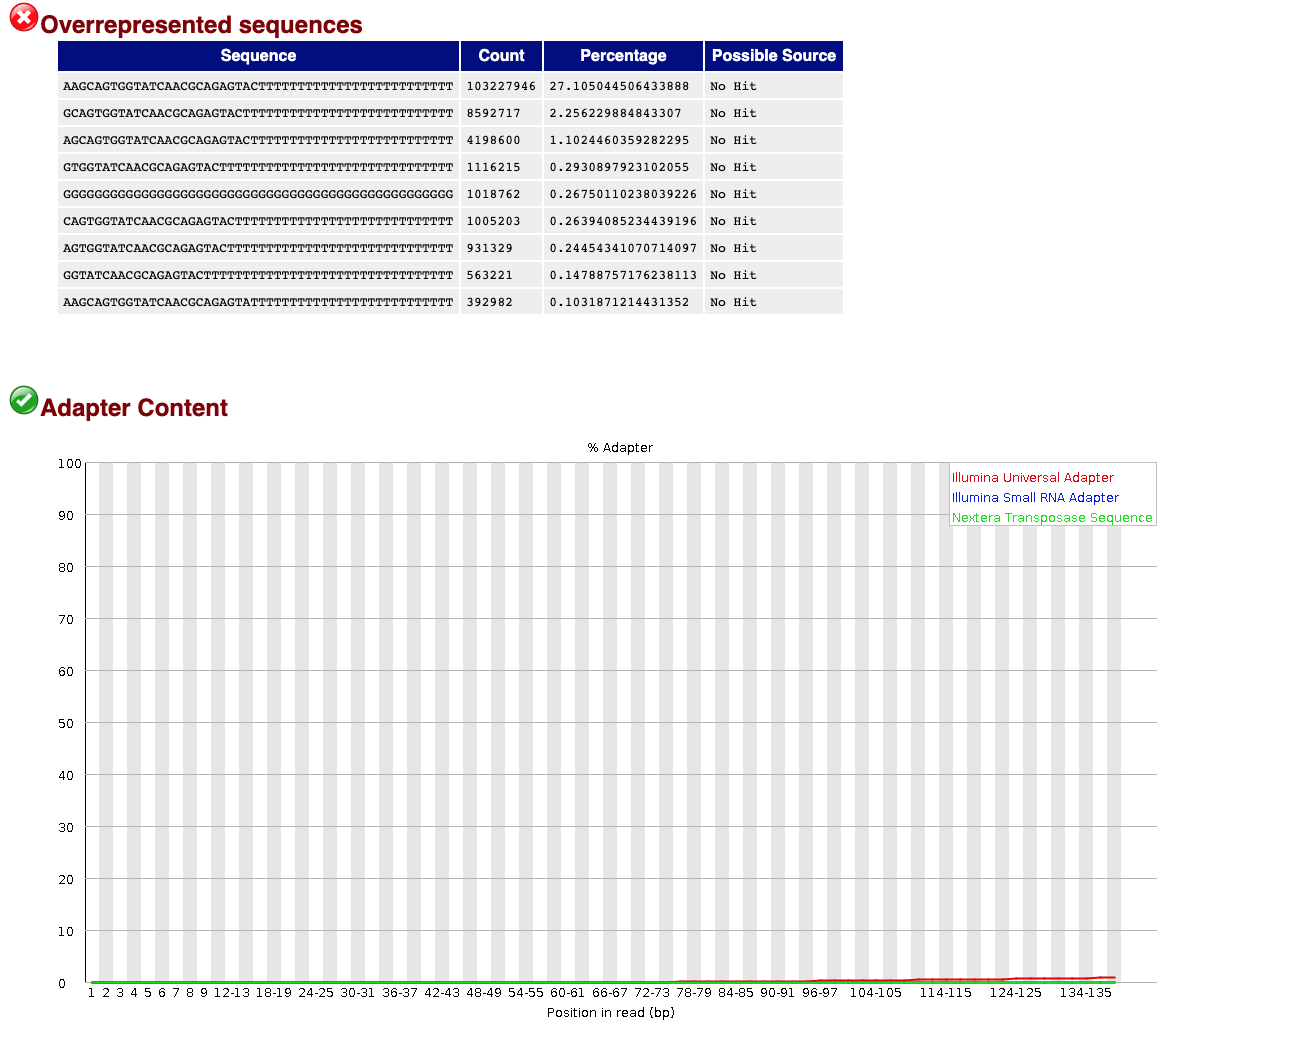 Overrepresented sequences
Sequence Count Percentage Possible Source
AAGCAGTGGTATCAACGCAGAGTACTTTTTTTTTTTTTTTTTTTTTTTTT 103227946 27.105044506433888 No Hit
GCAGTGGTATCAACGCAGAGTACTTTTTTTTTTTTTTTTTTTTTTTTTTT 8592717 2.256229884843307 No Hit
AGCAGTGGTATCAACGCAGAGTACTTTTTTTTTTTTTTTTTTTTTTTTTT 4198600 1.1024460359282295 No Hit
GTGGTATCAACGCAGAGTACTTTTTTTTTTTTTTTTTTTTTTTTTTTTTT 1116215 0.2930897923102055 No Hit
GGGGGGGGGGGGGGGGGGGGGGGGGGGGGGGGGGGGGGGGGGGGGGGGGG 1018762 0.26750110238039226 No Hit
CAGTGGTATCAACGCAGAGTACTTTTTTTTTTTTTTTTTTTTTTTTTTTT 1005203 0.26394085234439196 No Hit
AGTGGTATCAACGCAGAGTACTTTTTTTTTTTTTTTTTTTTTTTTTTTTT 931329 0.24454341070714097 No Hit
GGTATCAACGCAGAGTACTTTTTTTTTTTTTTTTTTTTTTTTTTTTTTTT 563221 0.14788757176238113 No Hit
AAGCAGTGGTATCAACGCAGAGTATTTTTTTTTTTTTTTTTTTTTTTTTT 392982 0.1031871214431352 No Hit
Adapter Content
% Adapter
Illumina Universal Adapter
Illumina Small RNA Adapter
Nextera Transposase Sequence
100
90
80
70
60
50
40
30
20
10
0
1 2 3 4 5 6 7 8 9 12-13 18-19 24-25 30-31 36-37 42-43 48-49 54-55 60-61 66-67 72-73 78-79 84-85 90-91 96-97 104-105 114-115 124-125 134-135
Position in read (bp)